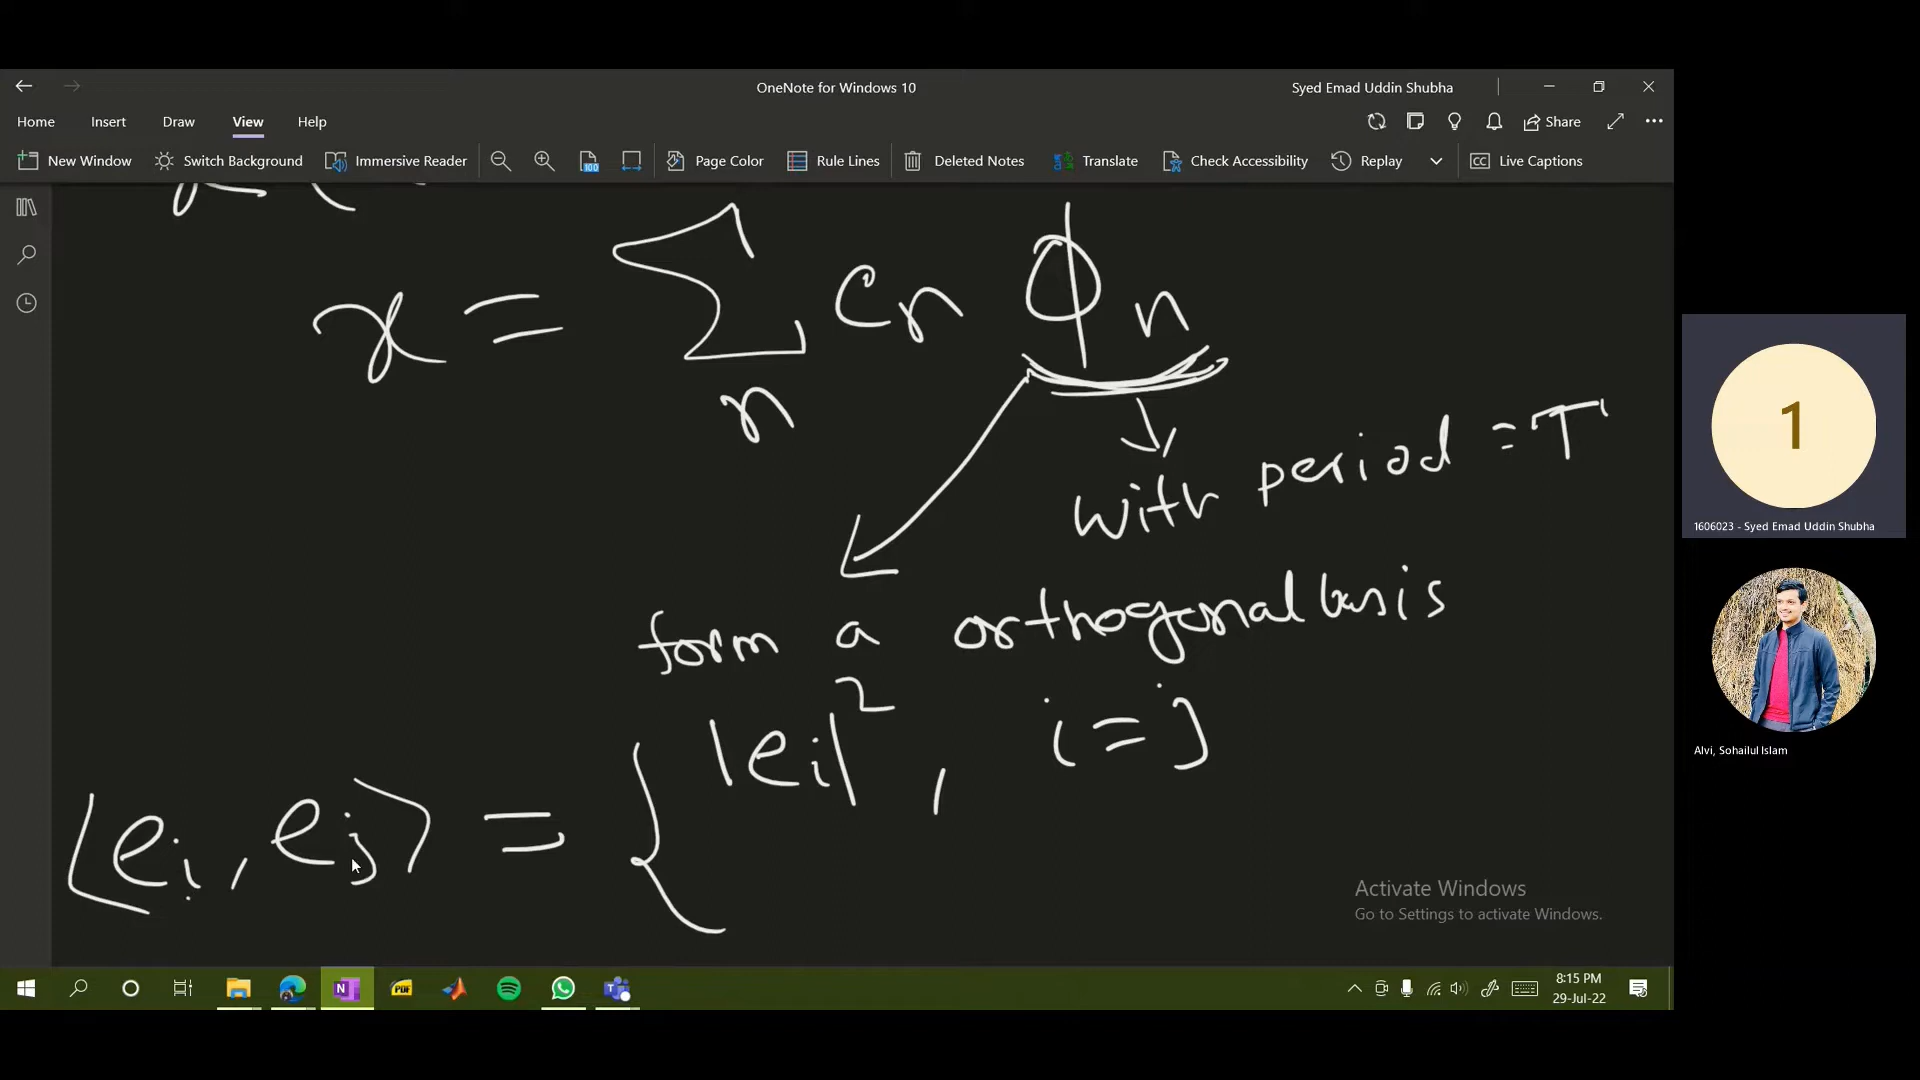 OneNote for Windows 10
Syed Emad Uddin Shubha
Home Insert Draw View Help
Share
New Window Switch Background Immersive Reader 100 Page Color Rule Lines Deleted Notes Translate Check Accessibility Replay CC Live Captions
x = ∑ cn ϕn
n
with period = T
form a orthogonal basis
⟨ei, ej⟩ = { |ei|², i = j
Activate Windows
Go to Settings to activate Windows.
1
1606023 - Syed Emad Uddin Shubha
Alvi, Sohailul Islam
N PDF
8:15 PM
29-Jul-22